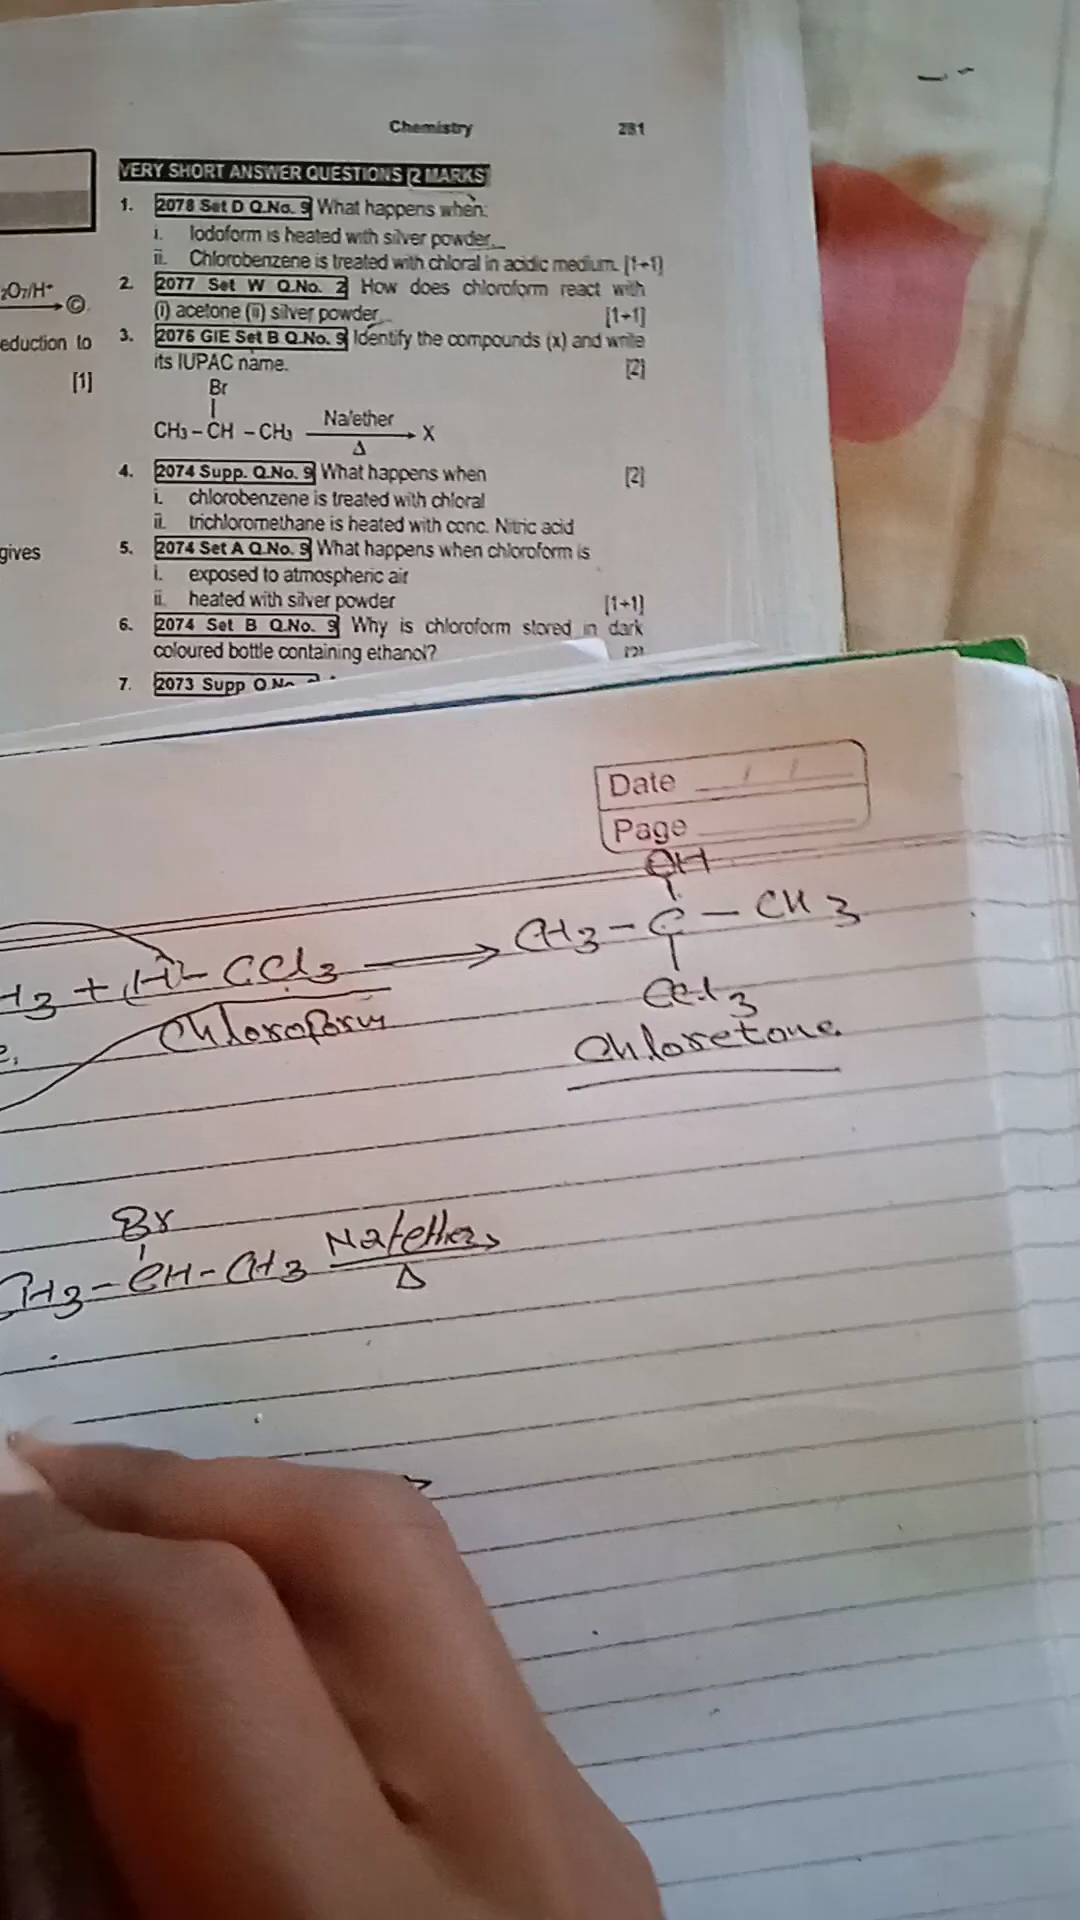 Chemistry 281
VERY SHORT ANSWER QUESTIONS [2 MARKS]
1. 2078 Set D Q.No. 9 What happens when:
i. Iodoform is heated with silver powder.
ii. Chlorobenzene is treated with chloral in acidic medium. [1+1]
2. 2077 Set W Q.No. 2 How does chloroform react with
(i) acetone (ii) silver powder [1+1]
3. 2076 GIE Set B Q.No. 9 Identify the compounds (x) and write
its IUPAC name. [2]
Br
CH3 – CH – CH3 Na/ether → X
Δ
4. 2074 Supp. Q.No. 9 What happens when [2]
i. chlorobenzene is treated with chloral
ii. trichloromethane is heated with conc. Nitric acid
5. 2074 Set A Q.No. 9 What happens when chloroform is
i. exposed to atmospheric air
ii. heated with silver powder [1+1]
6. 2074 Set B Q.No. 9 Why is chloroform stored in dark
coloured bottle containing ethanol? [2]
7. 2073 Supp Q.No
2O7/H+
→ ©
eduction to
[1]
gives
Date / /
Page
OH
H3 + H – CCl3 → CH3 – C – CH3
CCl3
Chloroform
Chloretone.
Br
CH3 – CH – CH3 Na/ether →
Δ